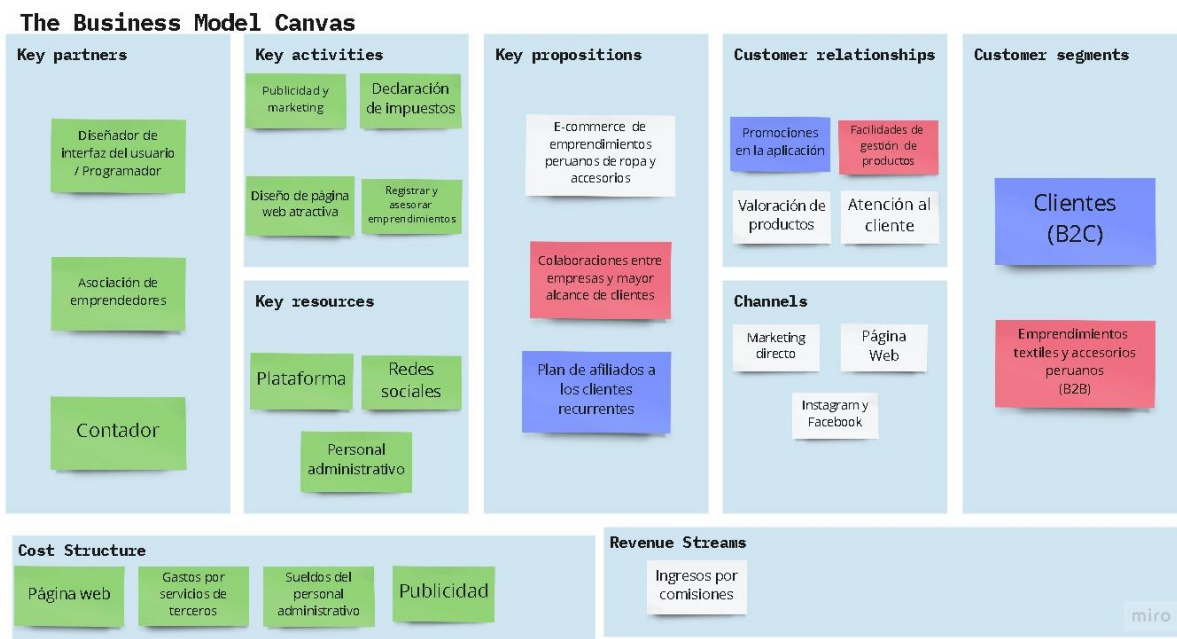 The Business Model Canvas
Key partners
Diseñador de
interfaz del usuario
/ Programador
Asociación de
emprendedores
Contador
Key activities
Publicidad y
marketing
Declaración
de impuestos
Diseño de página
web atractiva
Registrar y
asesorar
emprendimientos
Key resources
Plataforma
Redes
sociales
Personal
administrativo
Key propositions
E-commerce de
emprendimientos
peruanos de ropa y
accesorios
Colaboraciones entre
empresas y mayor
alcance de clientes
Plan de afiliados a
los clientes
recurrentes
Customer relationships
Promociones
en la aplicación
Facilidades de
gestión de
productos
Valoración de
productos
Atención al
cliente
Channels
Marketing
directo
Página
Web
Instagram y
Facebook
Customer segments
Clientes
(B2C)
Emprendimientos
textiles y accesorios
peruanos
(B2B)
Cost Structure
Página web
Gastos por
servicios de
terceros
Sueldos del
personal
administrativo
Publicidad
Revenue Streams
Ingresos por
comisiones
miro